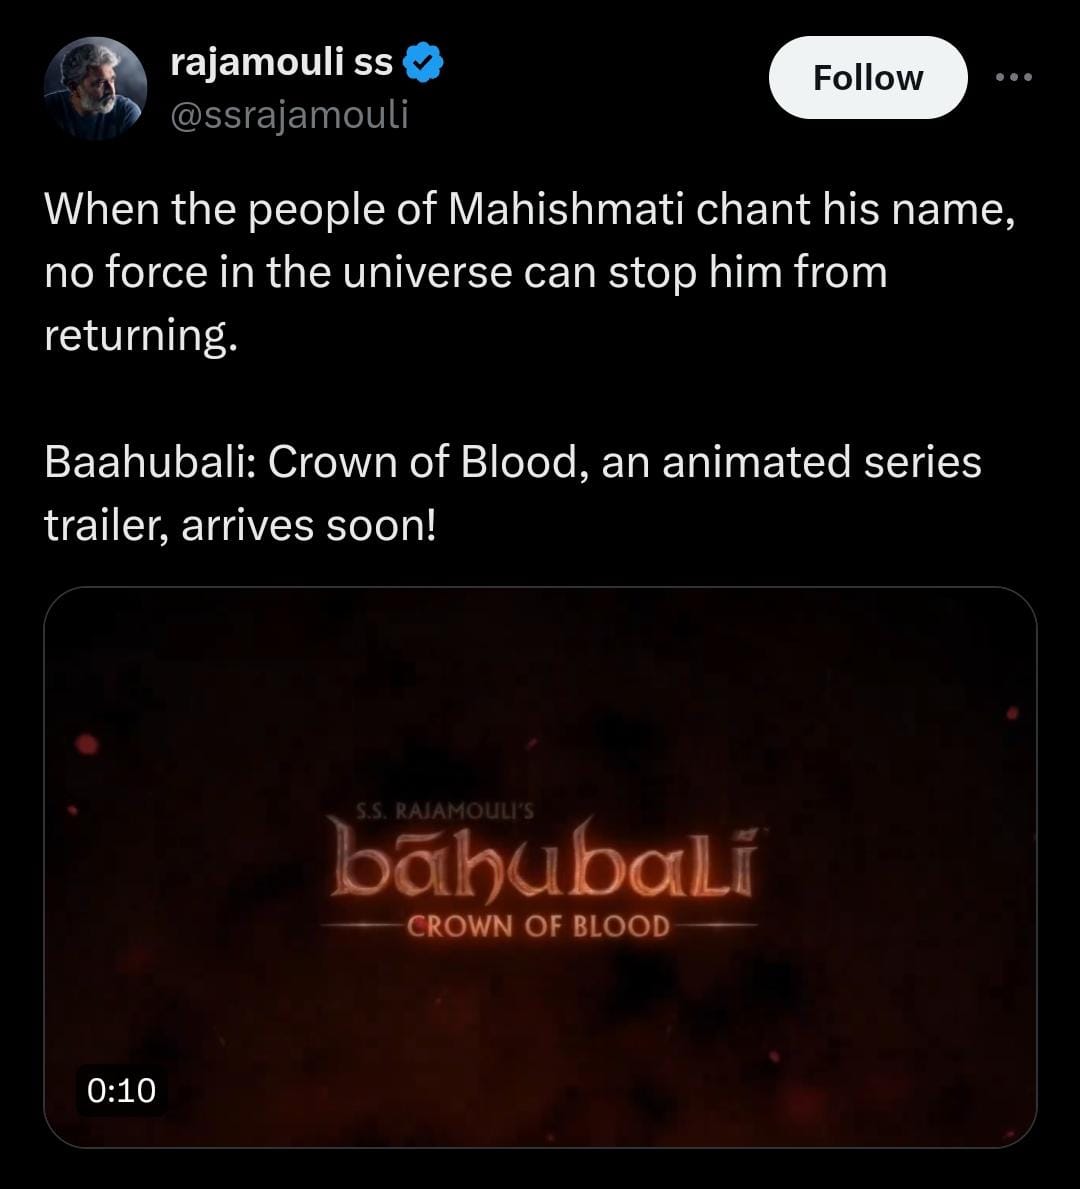 rajamouli ss
@ssrajamouli
Follow
When the people of Mahishmati chant his name,
no force in the universe can stop him from
returning.
Baahubali: Crown of Blood, an animated series
trailer, arrives soon!
S.S. RAJAMOULI'S
bāhubalī
CROWN OF BLOOD
0:10